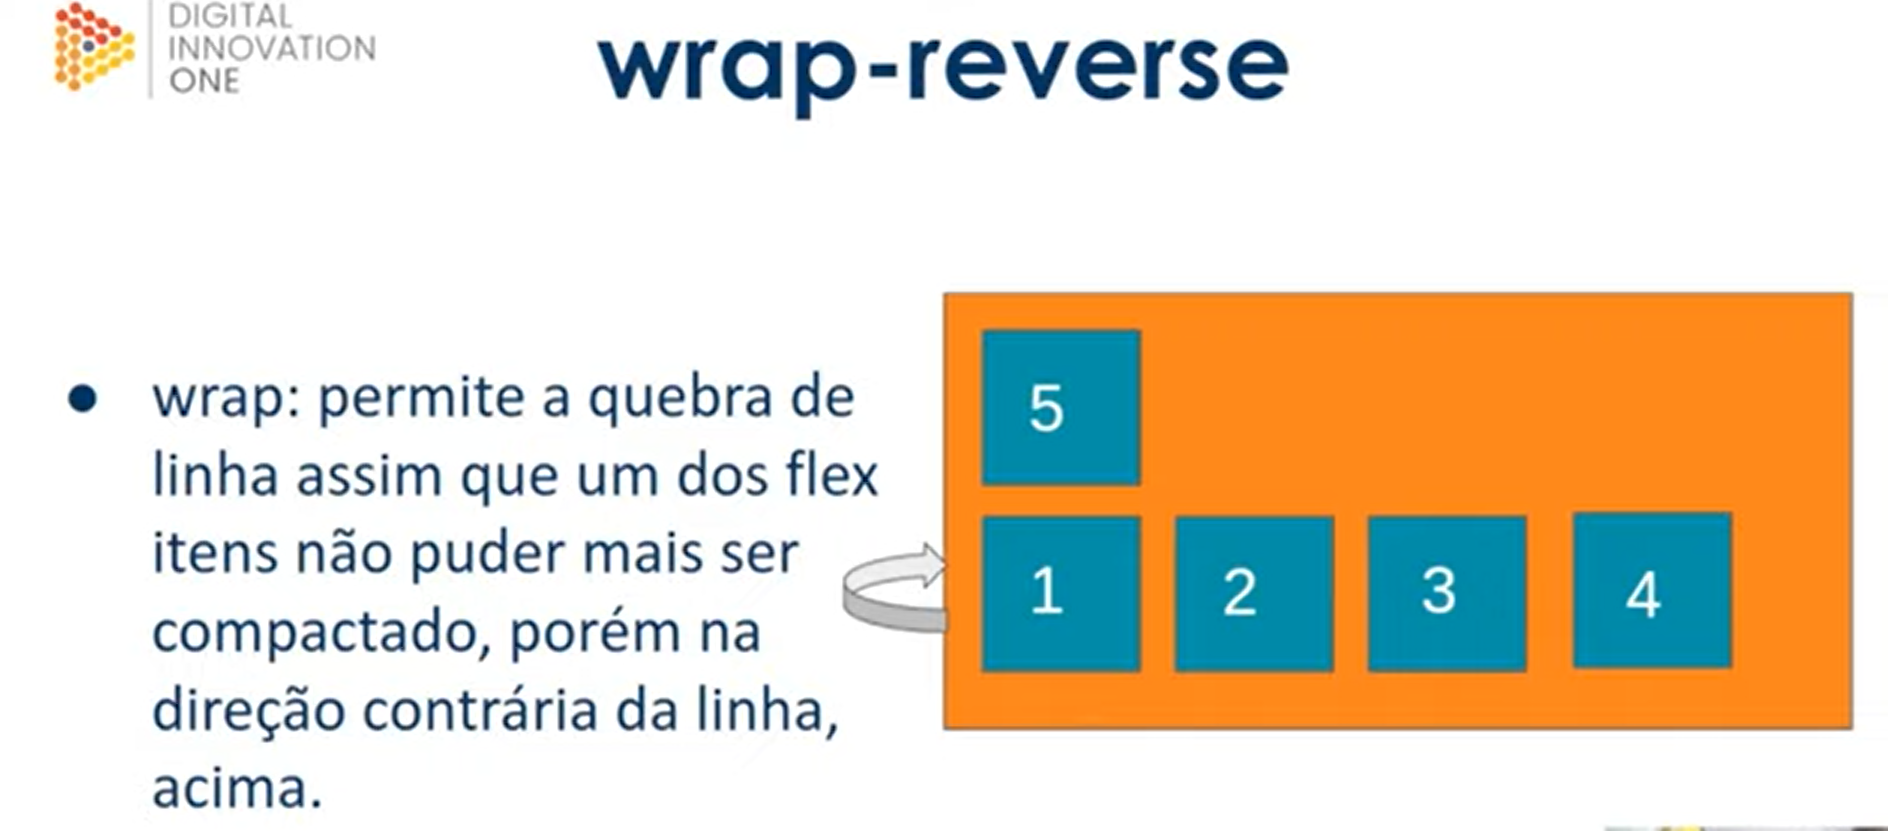 DIGITAL
INNOVATION
ONE
wrap-reverse
● wrap: permite a quebra de
linha assim que um dos flex
itens não puder mais ser
compactado, porém na
direção contrária da linha,
acima.
5
1 2 3 4